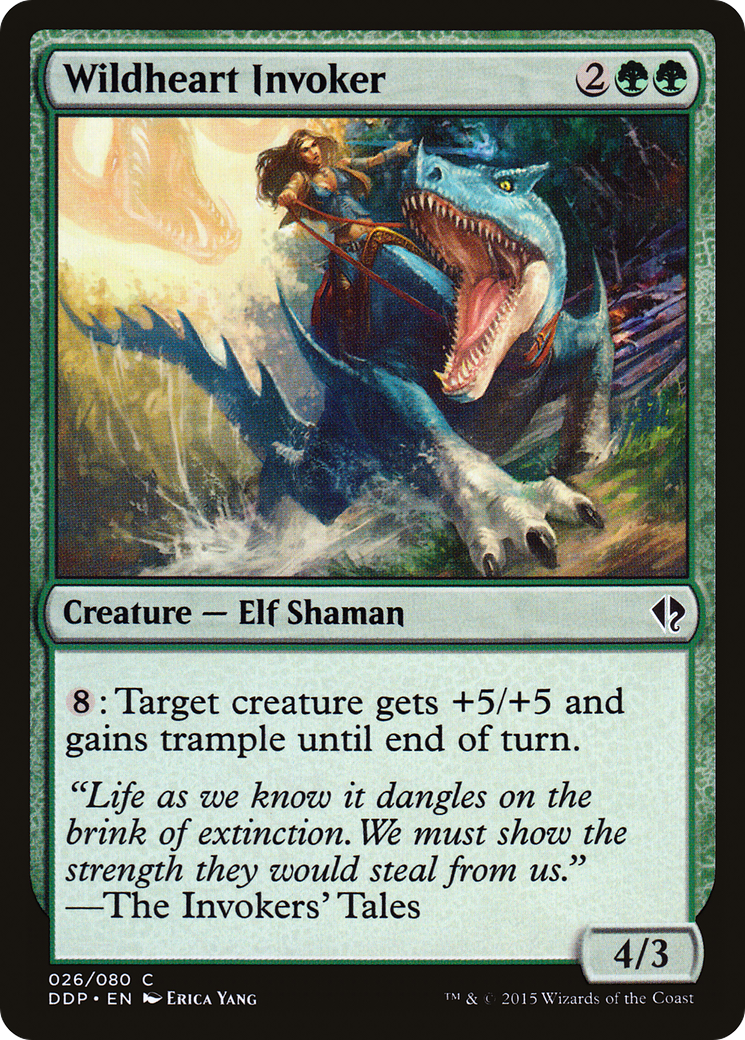 Wildheart Invoker 2
Creature — Elf Shaman
8: Target creature gets +5/+5 and
gains trample until end of turn.
“Life as we know it dangles on the
brink of extinction. We must show the
strength they would steal from us.”
—The Invokers’ Tales
4/3
026/080 C
DDP • EN Erica Yang ™ & © 2015 Wizards of the Coast